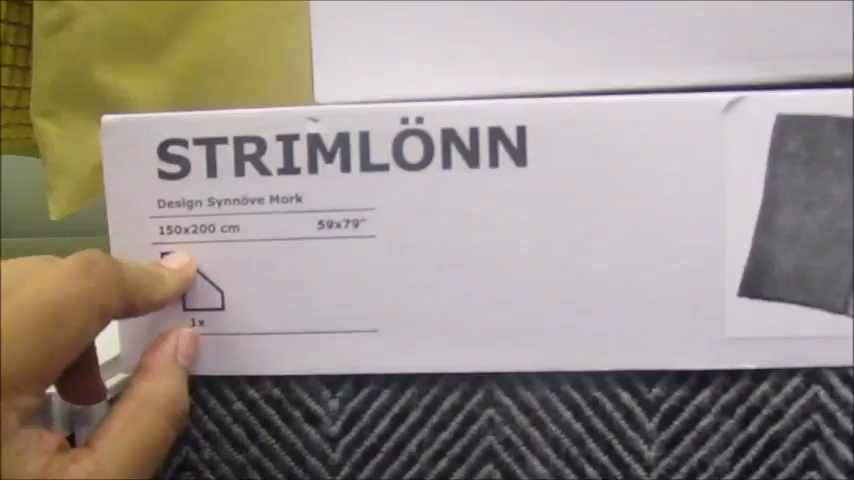 STRIMLÖNN
Design Synnöve Mork
150x200 cm 59x79"
1x